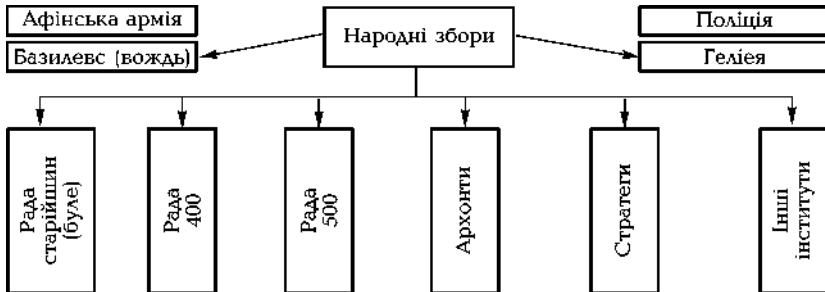 Афінська армія
Народні збори
Поліція
Базилевс (вождь)
Геліея
Рада
старійшин
(буле)
Рада
400
Рада
500
Архонти
Стратеги
Інші
інститути